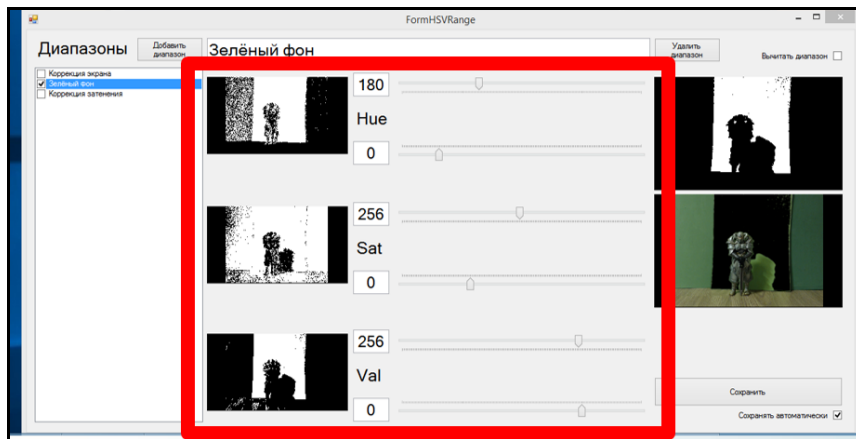 FormHSVRange
Диапазоны
Добавить диапазон
Зелёный фон
Удалить диапазон
Вычитать диапазон
Коррекция экрана
Зелёный фон
Коррекция затенения
180
Hue
0
256
Sat
0
256
Val
0
Сохранить
Сохранять автоматически